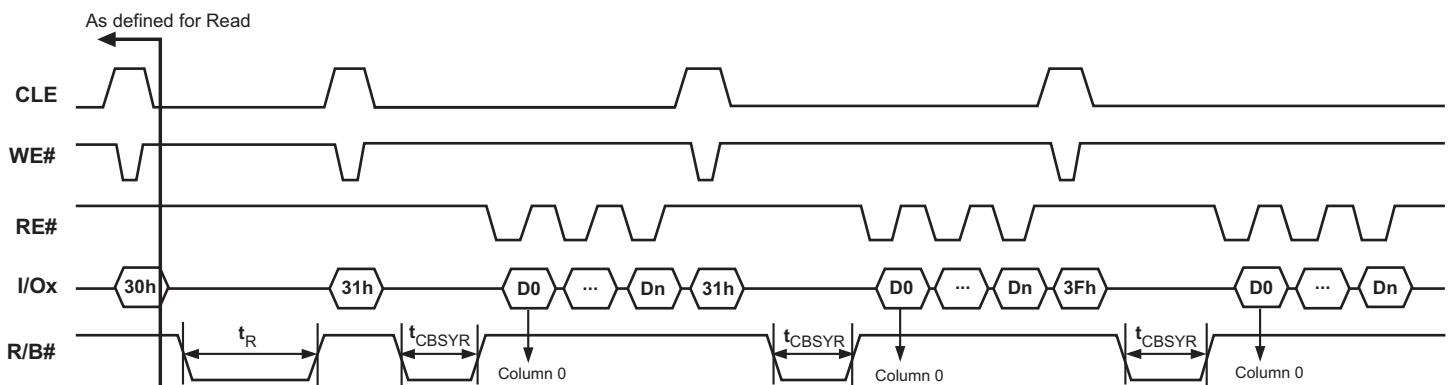 As defined for Read
CLE
WE#
RE#
I/Ox 30h 31h D0 ... Dn 31h D0 ... Dn 3Fh D0 ... Dn
R/B# tR tCBSYR tCBSYR tCBSYR
Column 0 Column 0 Column 0